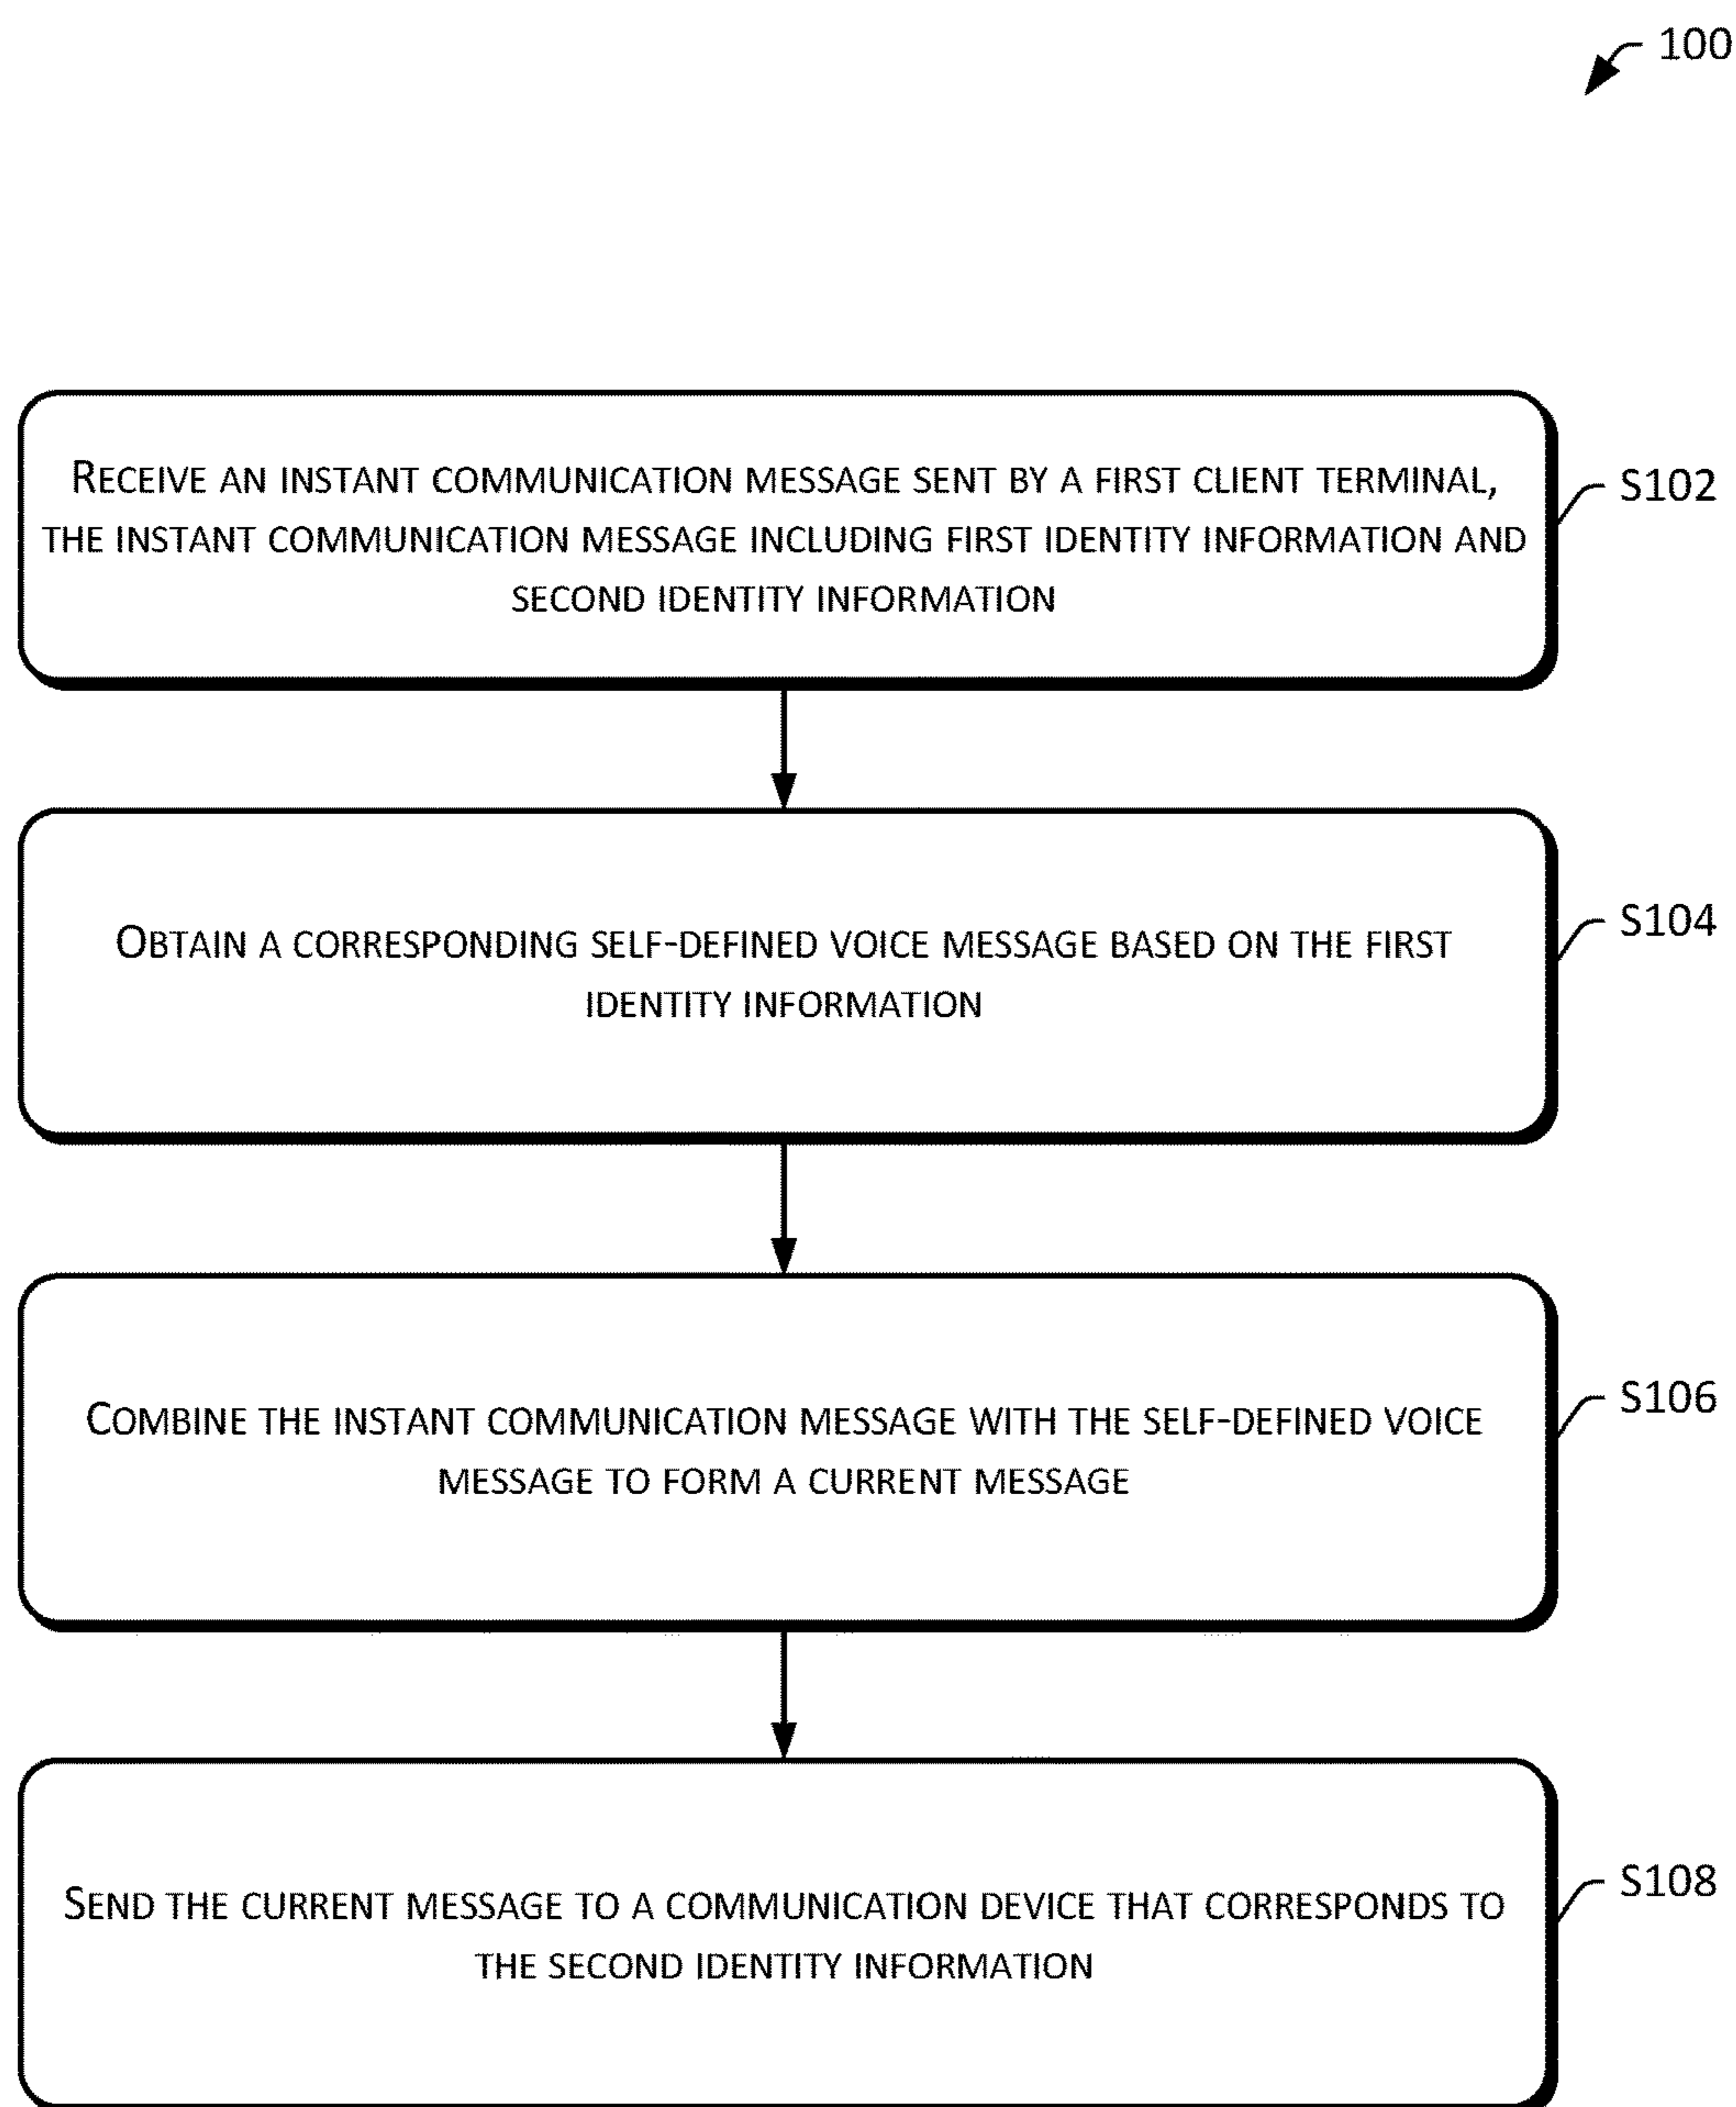 100
RECEIVE AN INSTANT COMMUNICATION MESSAGE SENT BY A FIRST CLIENT TERMINAL,
THE INSTANT COMMUNICATION MESSAGE INCLUDING FIRST IDENTITY INFORMATION AND
SECOND IDENTITY INFORMATION
S102
OBTAIN A CORRESPONDING SELF-DEFINED VOICE MESSAGE BASED ON THE FIRST
IDENTITY INFORMATION
S104
COMBINE THE INSTANT COMMUNICATION MESSAGE WITH THE SELF-DEFINED VOICE
MESSAGE TO FORM A CURRENT MESSAGE
S106
SEND THE CURRENT MESSAGE TO A COMMUNICATION DEVICE THAT CORRESPONDS TO
THE SECOND IDENTITY INFORMATION
S108